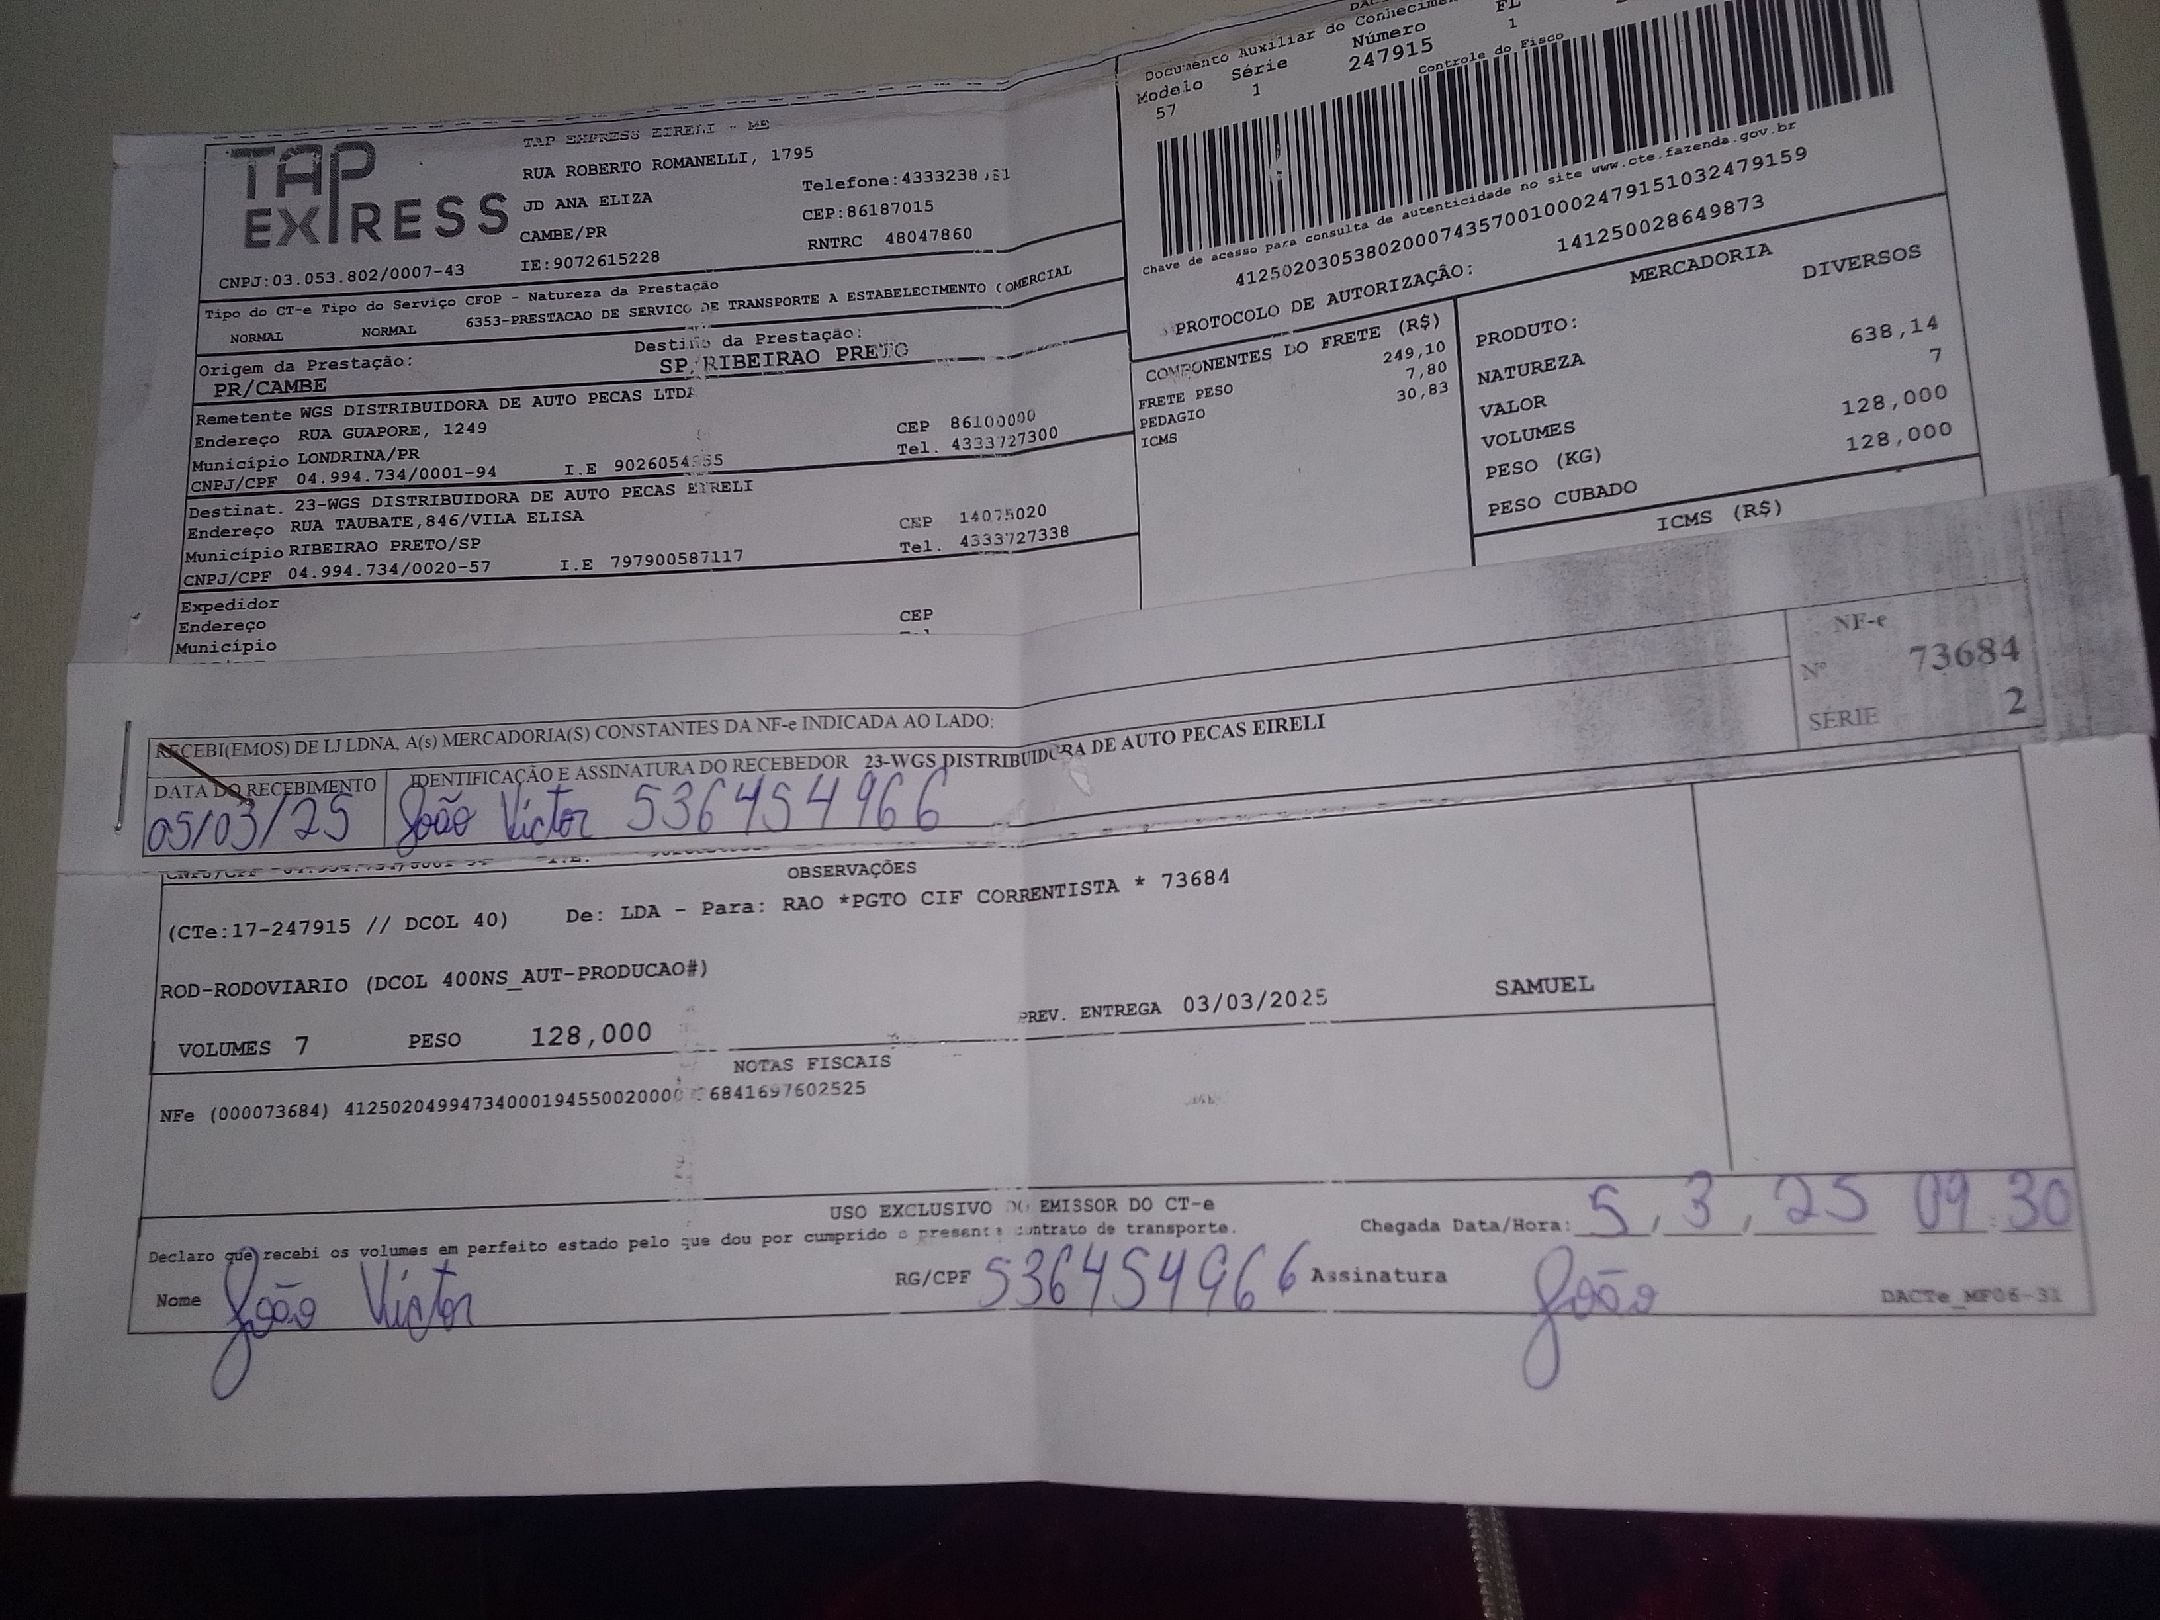 TAP EXPRESS
TAP EXPRESS EIRELI - ME
RUA ROBERTO ROMANELLI, 1795
JD ANA ELIZA Telefone:4333238
CAMBE/PR CEP:86187015
CNPJ:03.053.802/0007-43 IE:9072615228 RNTRC 48047860
Tipo do CT-e Tipo do Serviço CFOP - Natureza da Prestação
NORMAL NORMAL 6353-PRESTACAO DE SERVICO DE TRANSPORTE A ESTABELECIMENTO COMERCIAL
Origem da Prestação: Destino da Prestação:
PR/CAMBE SP/RIBEIRAO PRETO
Remetente WGS DISTRIBUIDORA DE AUTO PECAS LTDA
Endereço RUA GUAPORE, 1249 CEP 86100000
Município LONDRINA/PR Tel. 4333727300
CNPJ/CPF 04.994.734/0001-94 I.E
Destinat. 23-WGS DISTRIBUIDORA DE AUTO PECAS EIRELI
Endereço RUA TAUBATE,846/VILA ELISA CEP 14075020
Município RIBEIRAO PRETO/SP Tel. 4333727338
CNPJ/CPF 04.994.734/0020-57 I.E 797900587117
Expedidor
Endereço CEP
Município
Documento Auxiliar do
Modelo Série Número FL
57 1 247915 1
Controle do Fisco
Chave de acesso para consulta de autenticidade no site www.cte.fazenda.gov.br
41250203053802000743570010002479151032479159
PROTOCOLO DE AUTORIZAÇÃO: 141250028649873
COMPONENTES DO FRETE (R$)
FRETE PESO 249,10
PEDAGIO 7,80
ICMS 30,83
MERCADORIA
PRODUTO: DIVERSOS
NATUREZA
VALOR 638,14
VOLUMES 7
PESO (KG) 128,000
PESO CUBADO 128,000
ICMS (R$)
RECEBI(EMOS) DE LJ LDNA, A(s) MERCADORIA(S) CONSTANTES DA NF-e INDICADA AO LADO:
DATA DO RECEBIMENTO IDENTIFICAÇÃO E ASSINATURA DO RECEBEDOR 23-WGS DISTRIBUIDORA DE AUTO PECAS EIRELI
05/03/25 João Victor 536454966
NF-e
Nº 73684
SÉRIE 2
OBSERVAÇÕES
(CTe:17-247915 // DCOL 40) De: LDA - Para: RAO *PGTO CIF CORRENTISTA * 73684
ROD-RODOVIARIO (DCOL 400NS_AUT-PRODUCAO#)
VOLUMES 7 PESO 128,000 PREV. ENTREGA 03/03/2025 SAMUEL
NOTAS FISCAIS
NFe (000073684)
USO EXCLUSIVO DO EMISSOR DO CT-e
Declaro que recebi os volumes em perfeito estado pelo que dou por cumprido o presente contrato de transporte.
Chegada Data/Hora: 5 / 3 / 25 09:30
Nome João Victor RG/CPF 536454966 Assinatura João
DACTe_MF06-31